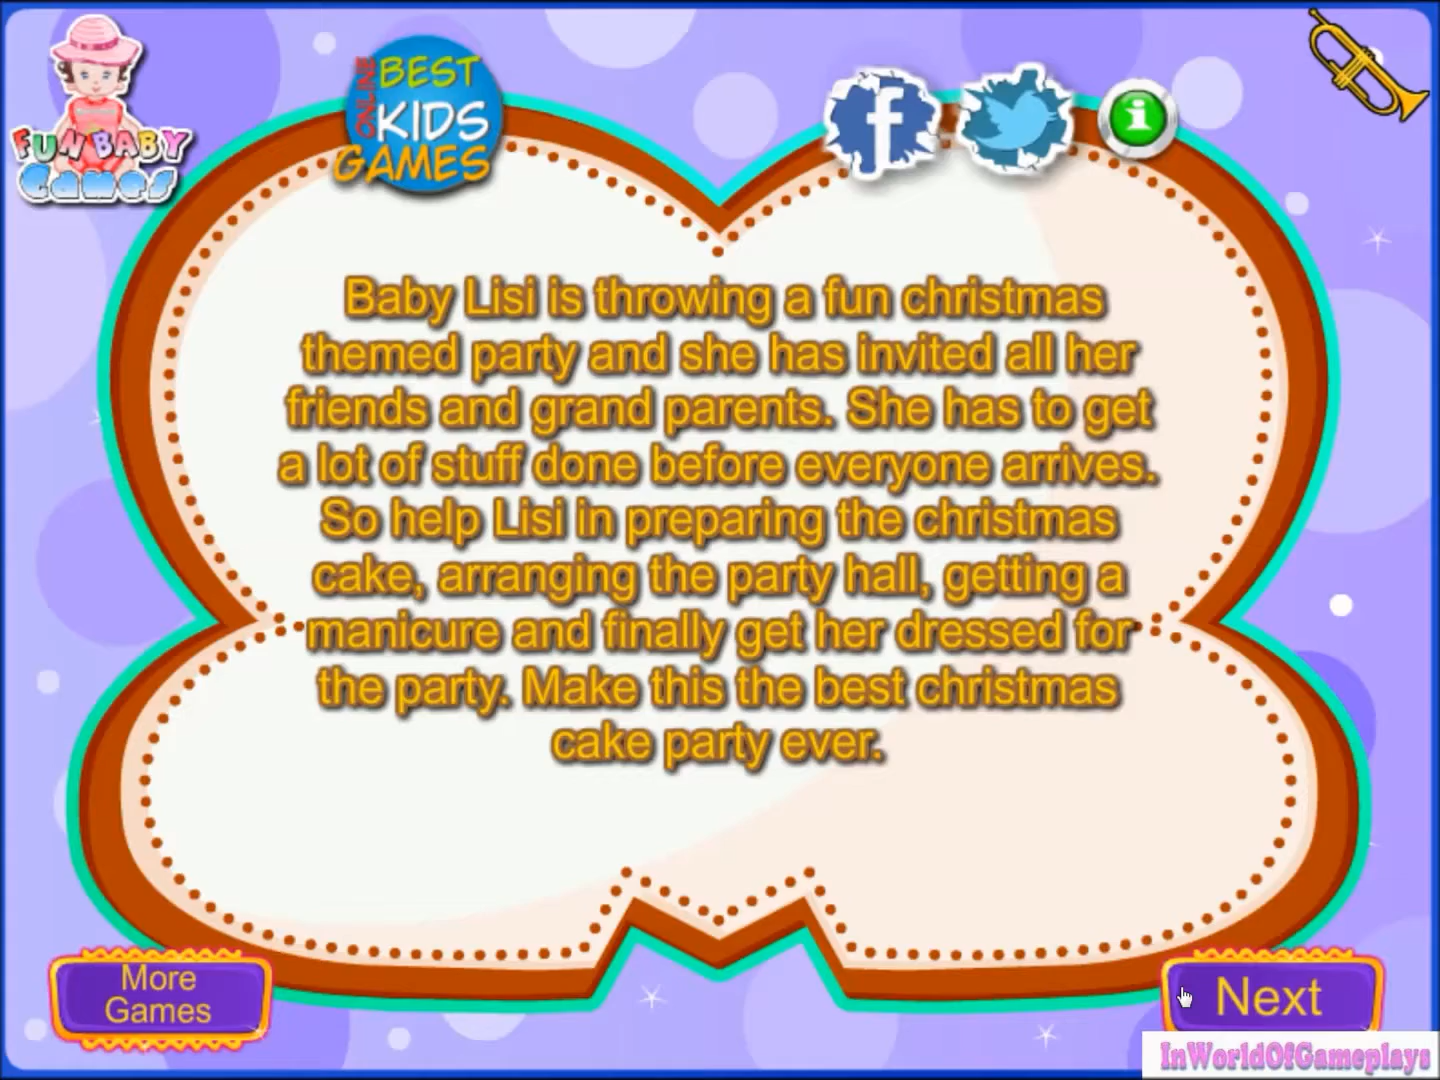 FUN BABY
Games
ONLINE
BEST
KIDS
GAMES
f
i
Baby Lisi is throwing a fun christmas
themed party and she has invited all her
friends and grand parents. She has to get
a lot of stuff done before everyone arrives.
So help Lisi in preparing the christmas
cake, arranging the party hall, getting a
manicure and finally get her dressed for
the party. Make this the best christmas
cake party ever.
More
Games
Next
InWorldOfGameplays